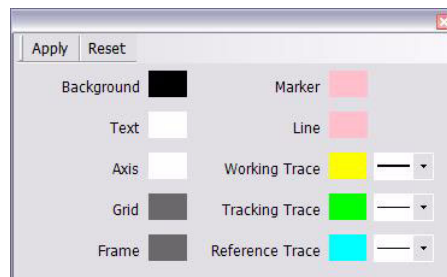 Apply Reset
Background Marker
Text Line
Axis Working Trace
Grid Tracking Trace
Frame Reference Trace